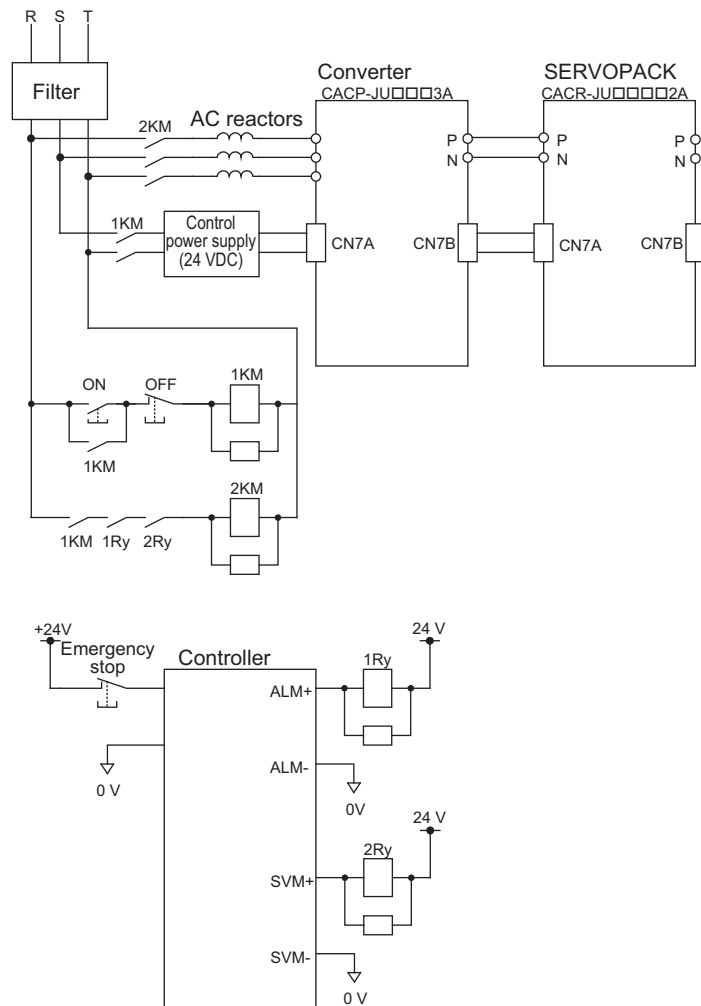 R S T
Filter
2KM
AC reactors
Converter
CACP-JU□□□3A
SERVOPACK
CACR-JU□□□□2A
P
N
P
N
P
N
1KM
Control
power supply
(24 VDC)
CN7A
CN7B
CN7A
CN7B
ON
OFF
1KM
1KM
2KM
1KM 1Ry 2Ry
+24V
Emergency
stop
Controller
1Ry
24 V
ALM+
0 V
ALM-
0V
24 V
2Ry
SVM+
SVM-
0 V